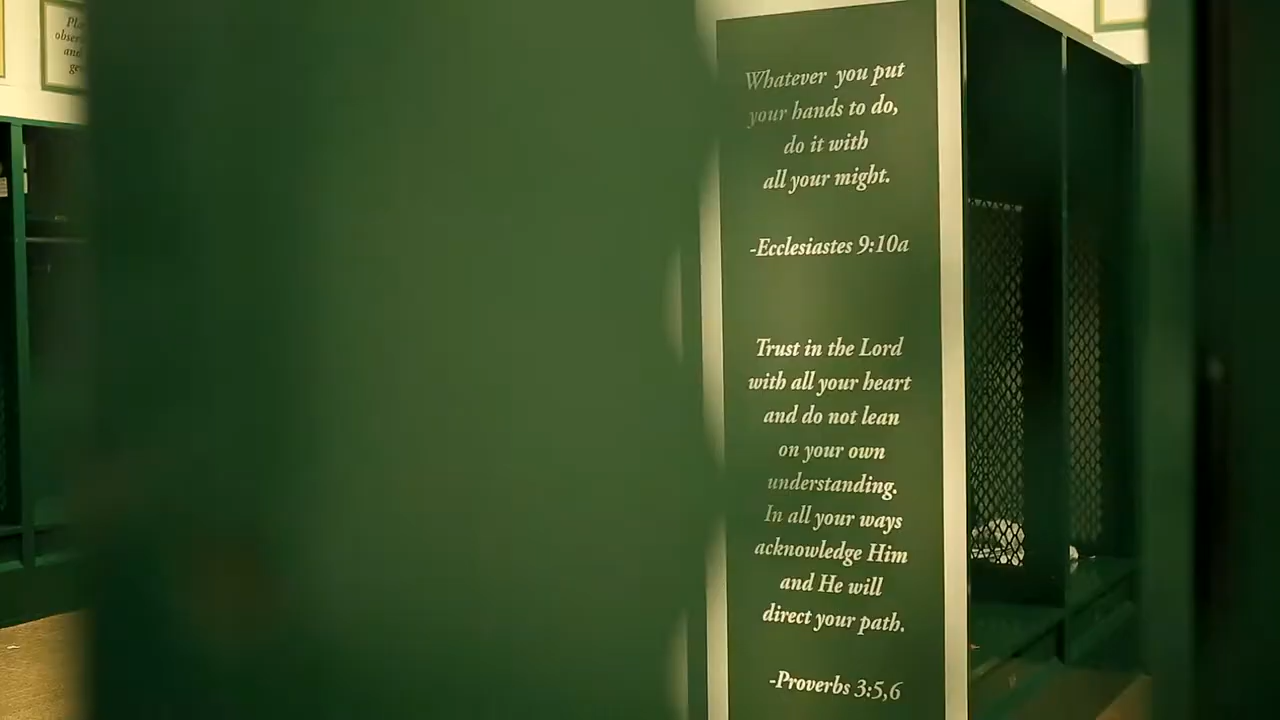 Whatever you put
your hands to do,
do it with
all your might.
-Ecclesiastes 9:10a
Trust in the Lord
with all your heart
and do not lean
on your own
understanding.
In all your ways
acknowledge Him
and He will
direct your path.
-Proverbs 3:5,6
and